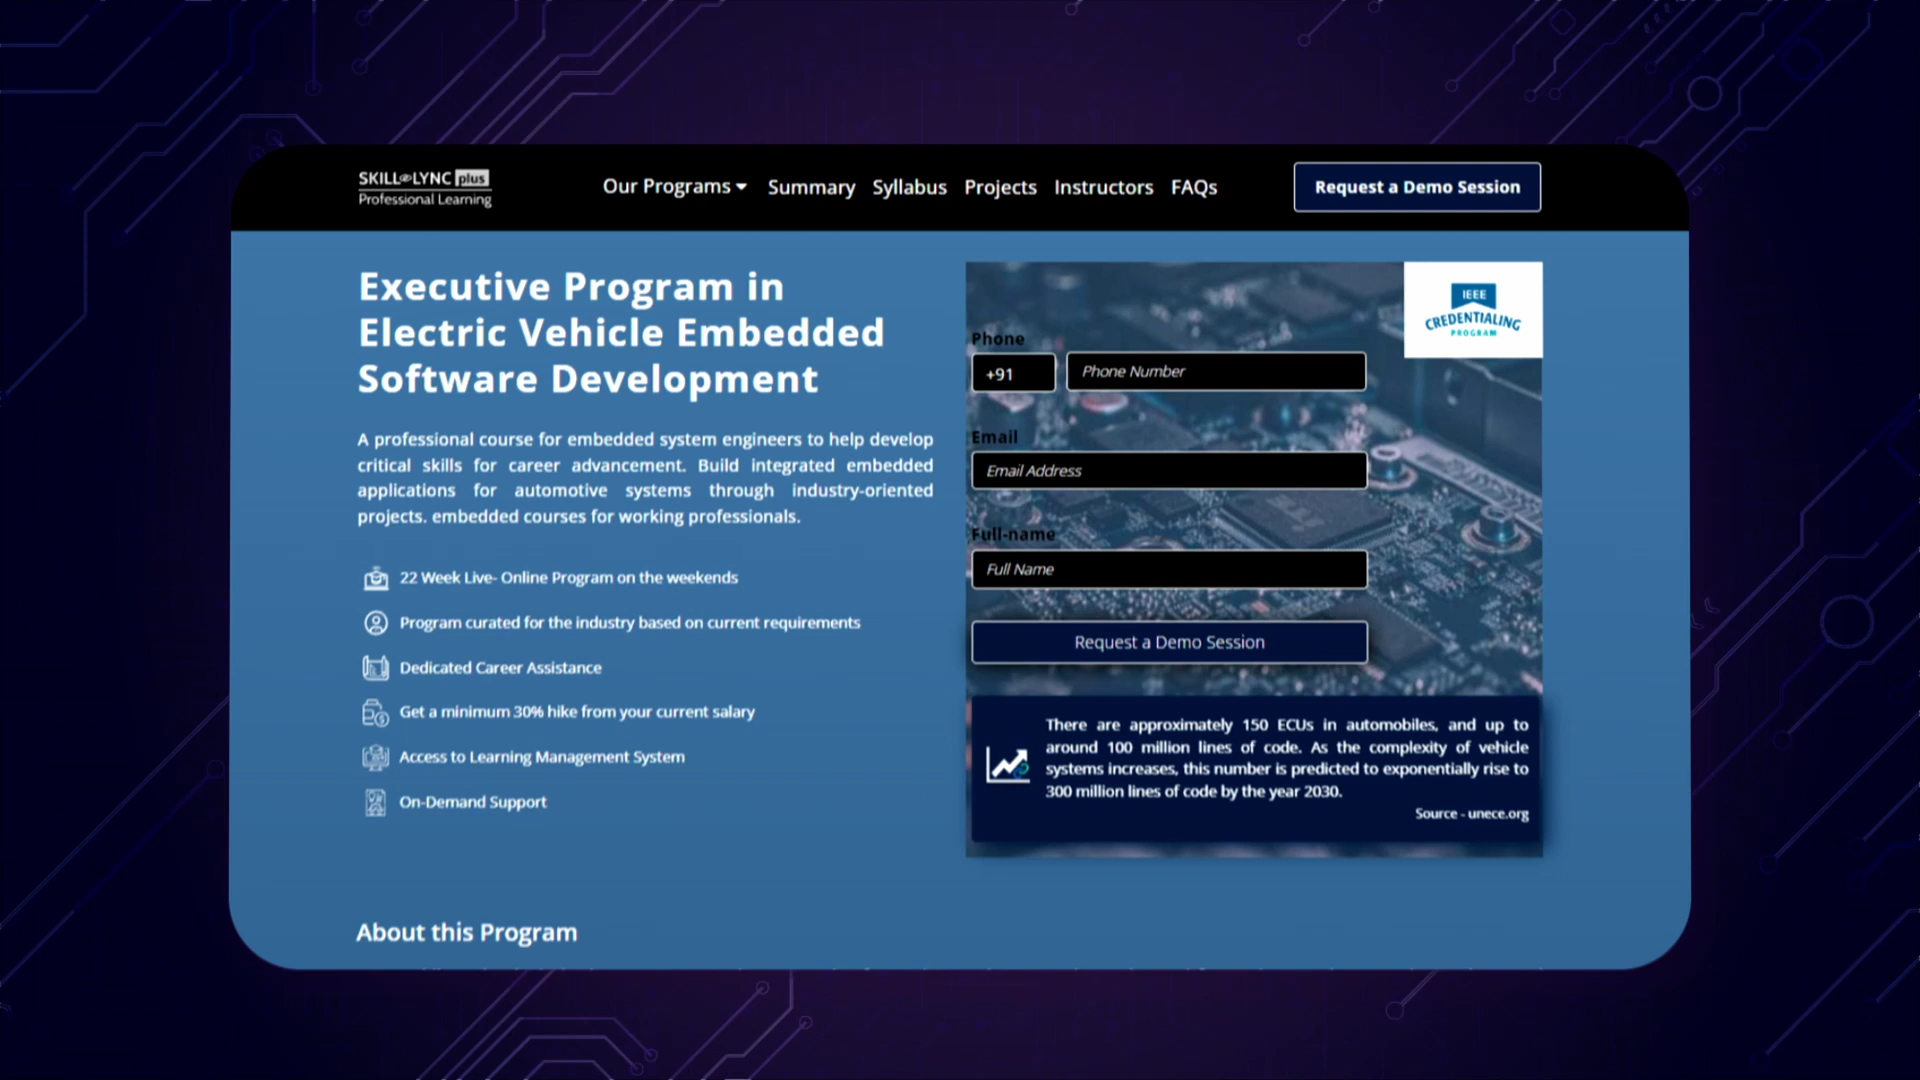 SKILL LYNC plus
Professional Learning
Our Programs
Summary
Syllabus
Projects
Instructors
FAQs
Request a Demo Session
Executive Program in
Electric Vehicle Embedded
Software Development
A professional course for embedded system engineers to help develop
critical skills for career advancement. Build integrated embedded
applications for automotive systems through industry-oriented
projects. embedded courses for working professionals.
22 Week Live- Online Program on the weekends
Program curated for the industry based on current requirements
Dedicated Career Assistance
Get a minimum 30% hike from your current salary
Access to Learning Management System
On-Demand Support
About this Program
IEEE
CREDENTIALING
PROGRAM
Phone
+91
Phone Number
Email
Email Address
Full-name
Full Name
Request a Demo Session
There are approximately 150 ECUs in automobiles, and up to
around 100 million lines of code. As the complexity of vehicle
systems increases, this number is predicted to exponentially rise to
300 million lines of code by the year 2030.
Source - unece.org